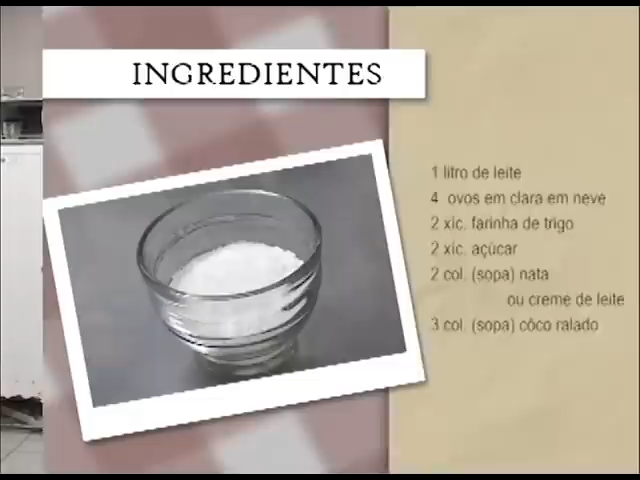 INGREDIENTES
1 litro de leite
4 ovos em clara em neve
2 xíc. farinha de trigo
2 xíc. açúcar
2 col. (sopa) nata
ou creme de leite
3 col. (sopa) côco ralado